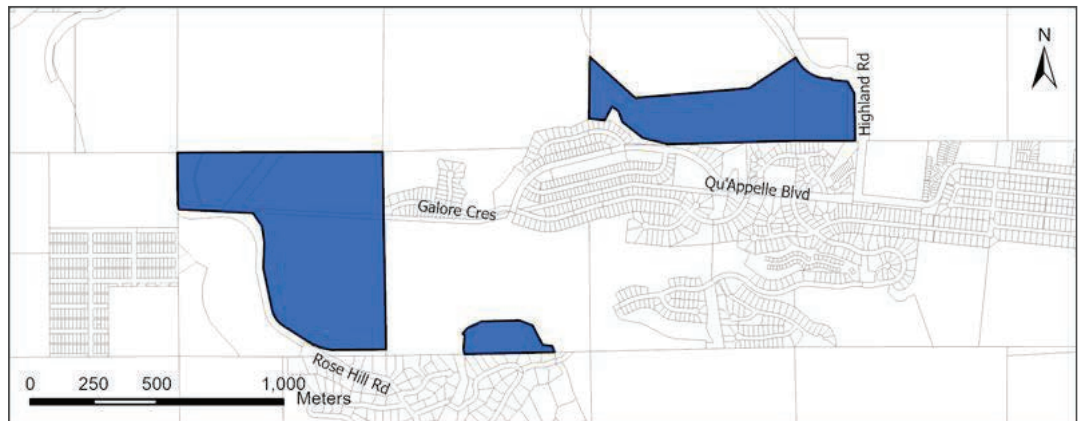 N
Highland Rd
Qu'Appelle Blvd
Galore Cres
Rose Hill Rd
0 250 500 1,000
Meters